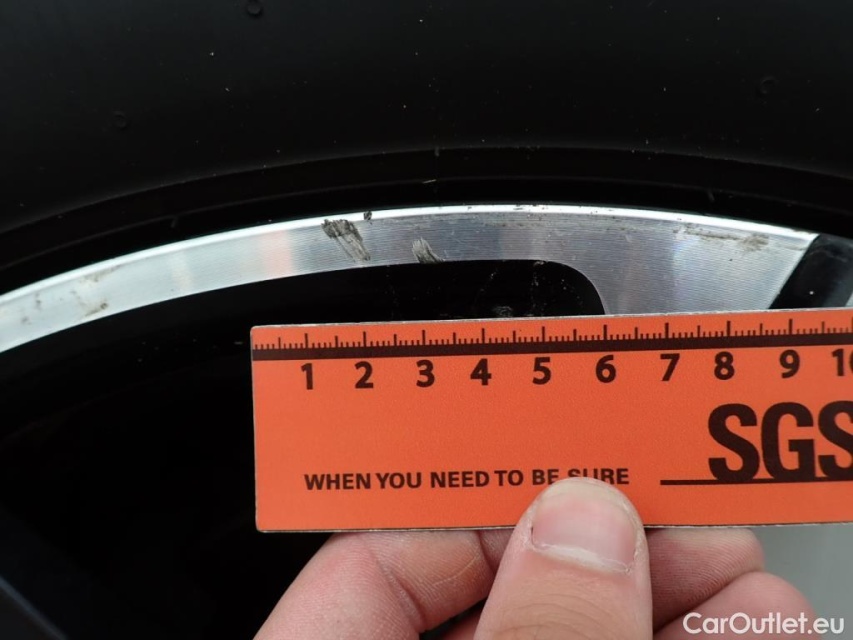 1 2 3 4 5 6 7 8 9 10
SGS
WHEN YOU NEED TO BE SURE
CarOutlet.eu